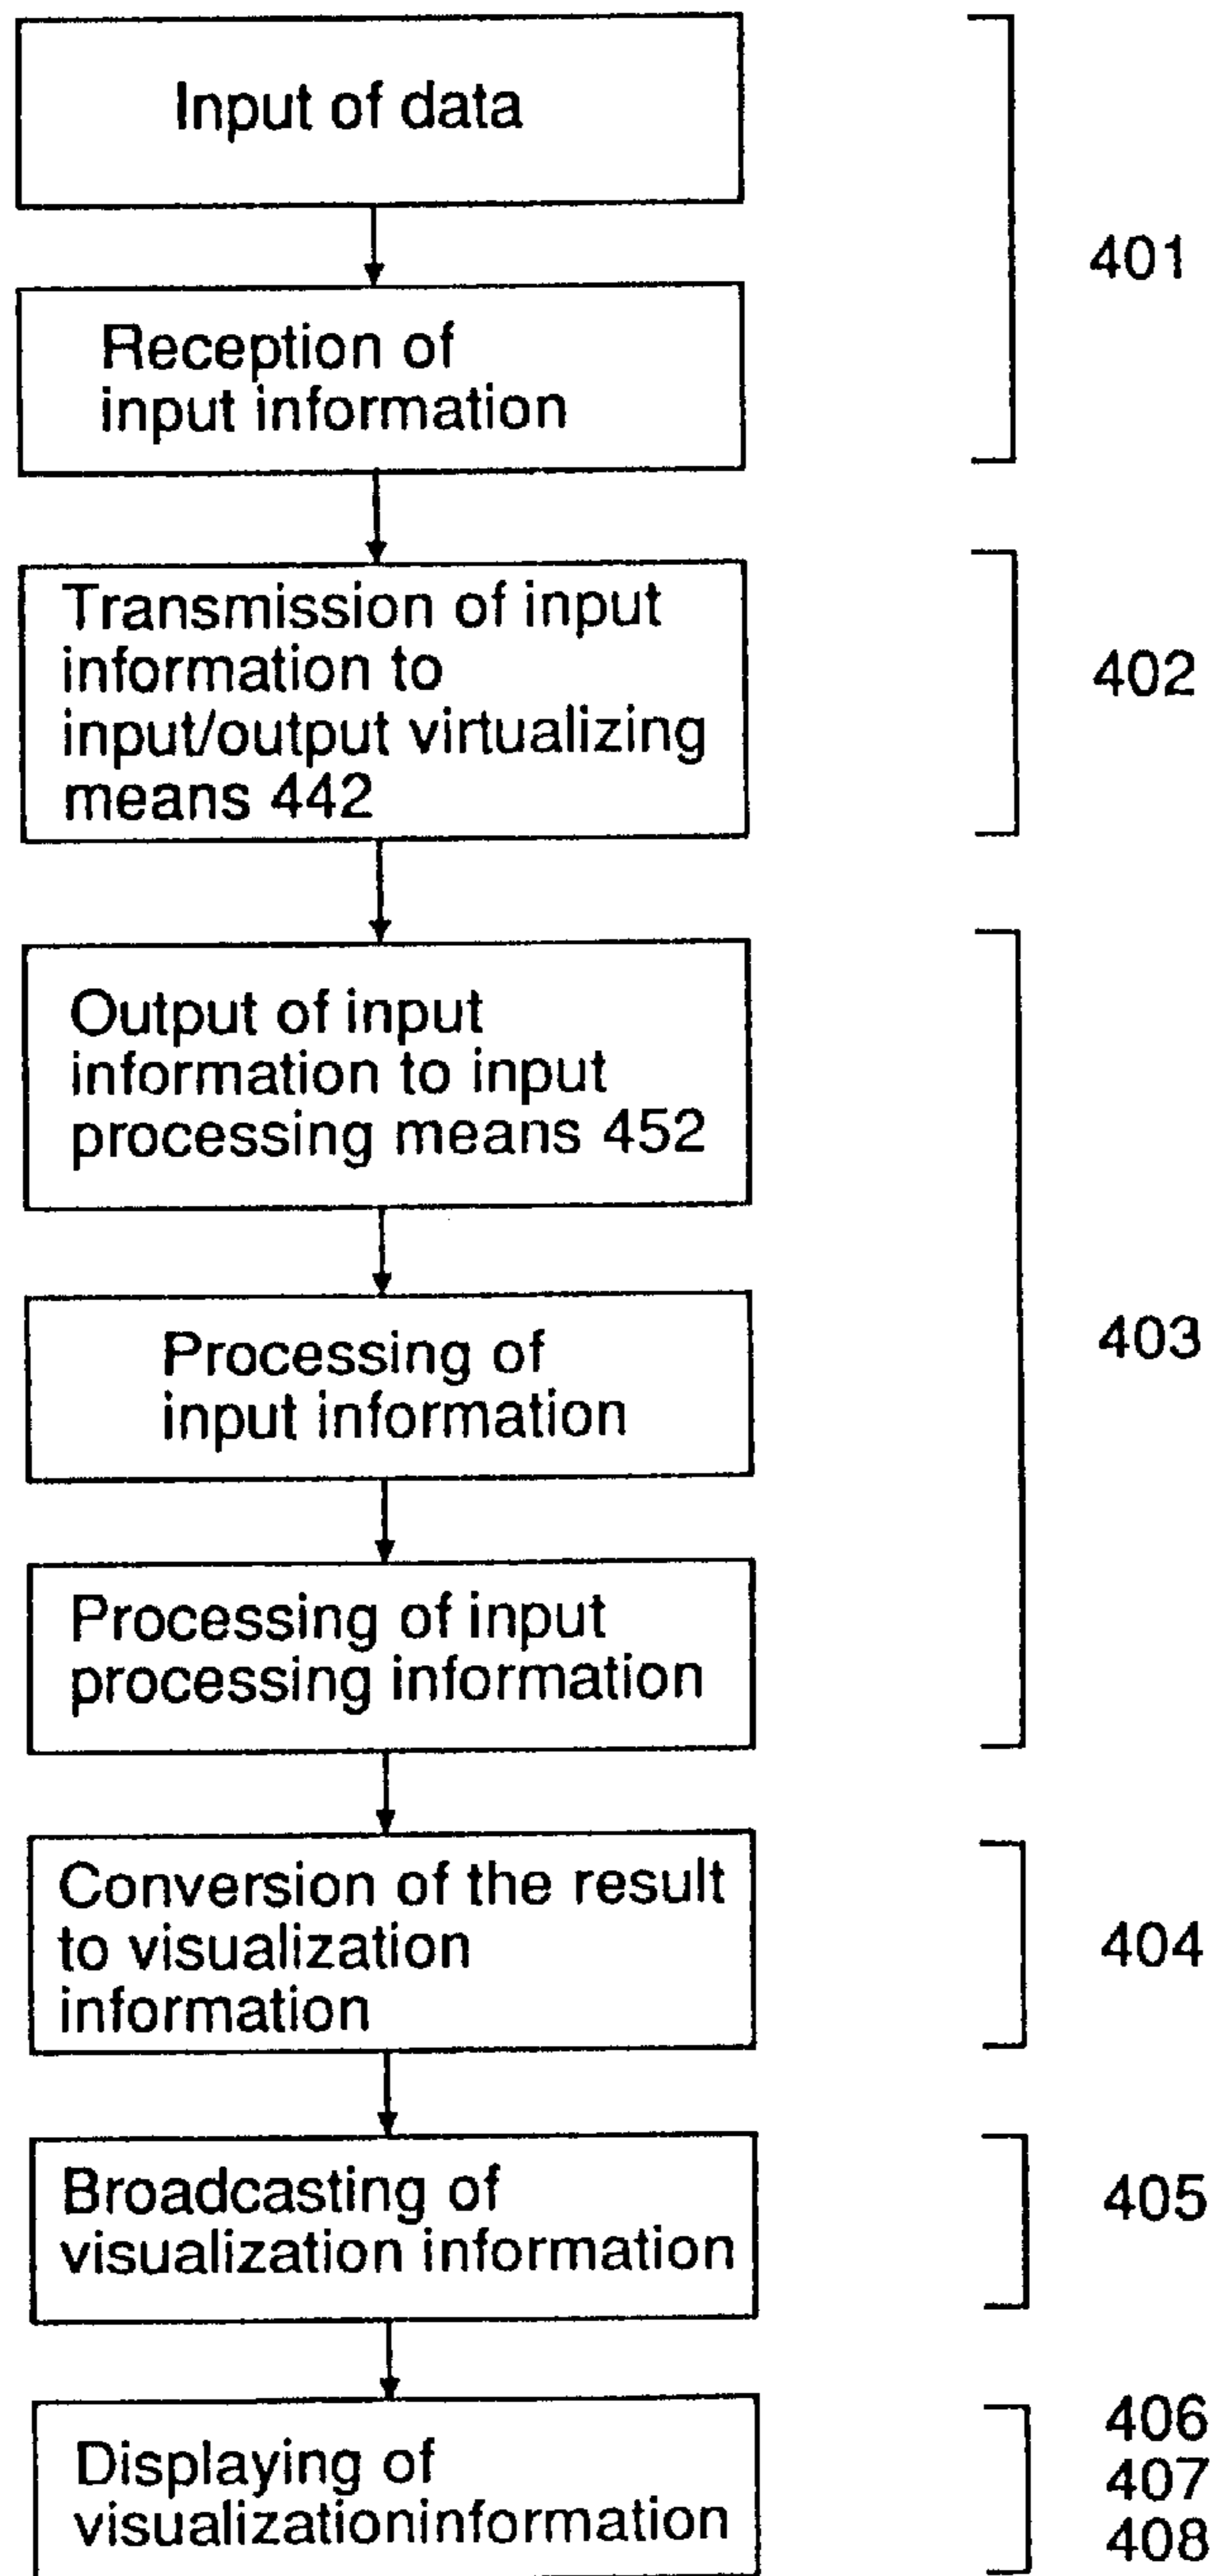 Input of data
401
Reception of
input information
Transmission of input
information to
input/output virtualizing
means 442
402
Output of input
information to input
processing means 452
Processing of
input information
403
Processing of input
processing information
Conversion of the result
to visualization
information
404
Broadcasting of
visualization information
405
Displaying of
visualizationinformation
406
407
408